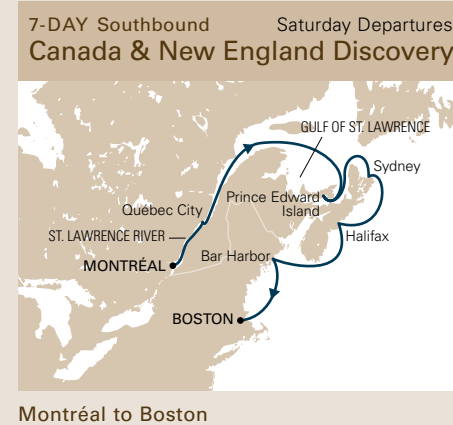 7-DAY Southbound Saturday Departures
Canada & New England Discovery
GULF OF ST. LAWRENCE
Sydney
Prince Edward
Island
Québec City
ST. LAWRENCE RIVER
Halifax
Bar Harbor
MONTRÉAL
BOSTON
Montréal to Boston